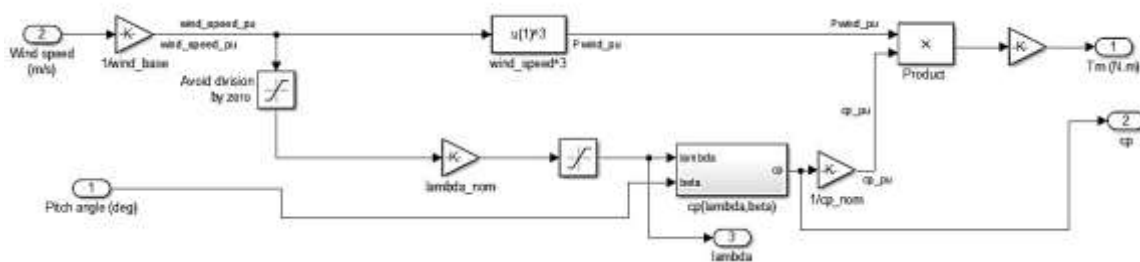 wind_speed_pu
Pwind_pu
2
-K-
wind_speed_pu
u(1)^3
Pwind_pu
×
-K-
1
Wind speed
(m/s)
1/wind_base
wind_speed^3
Product
Tm (N.m)
Avoid division
by zero
cp_pu
2
cp
-K-
lambda
cp
-K-
1
beta
cp_pu
lambda_nom
Pitch angle (deg)
cp(lambda,beta)
1/cp_nom
3
lambda